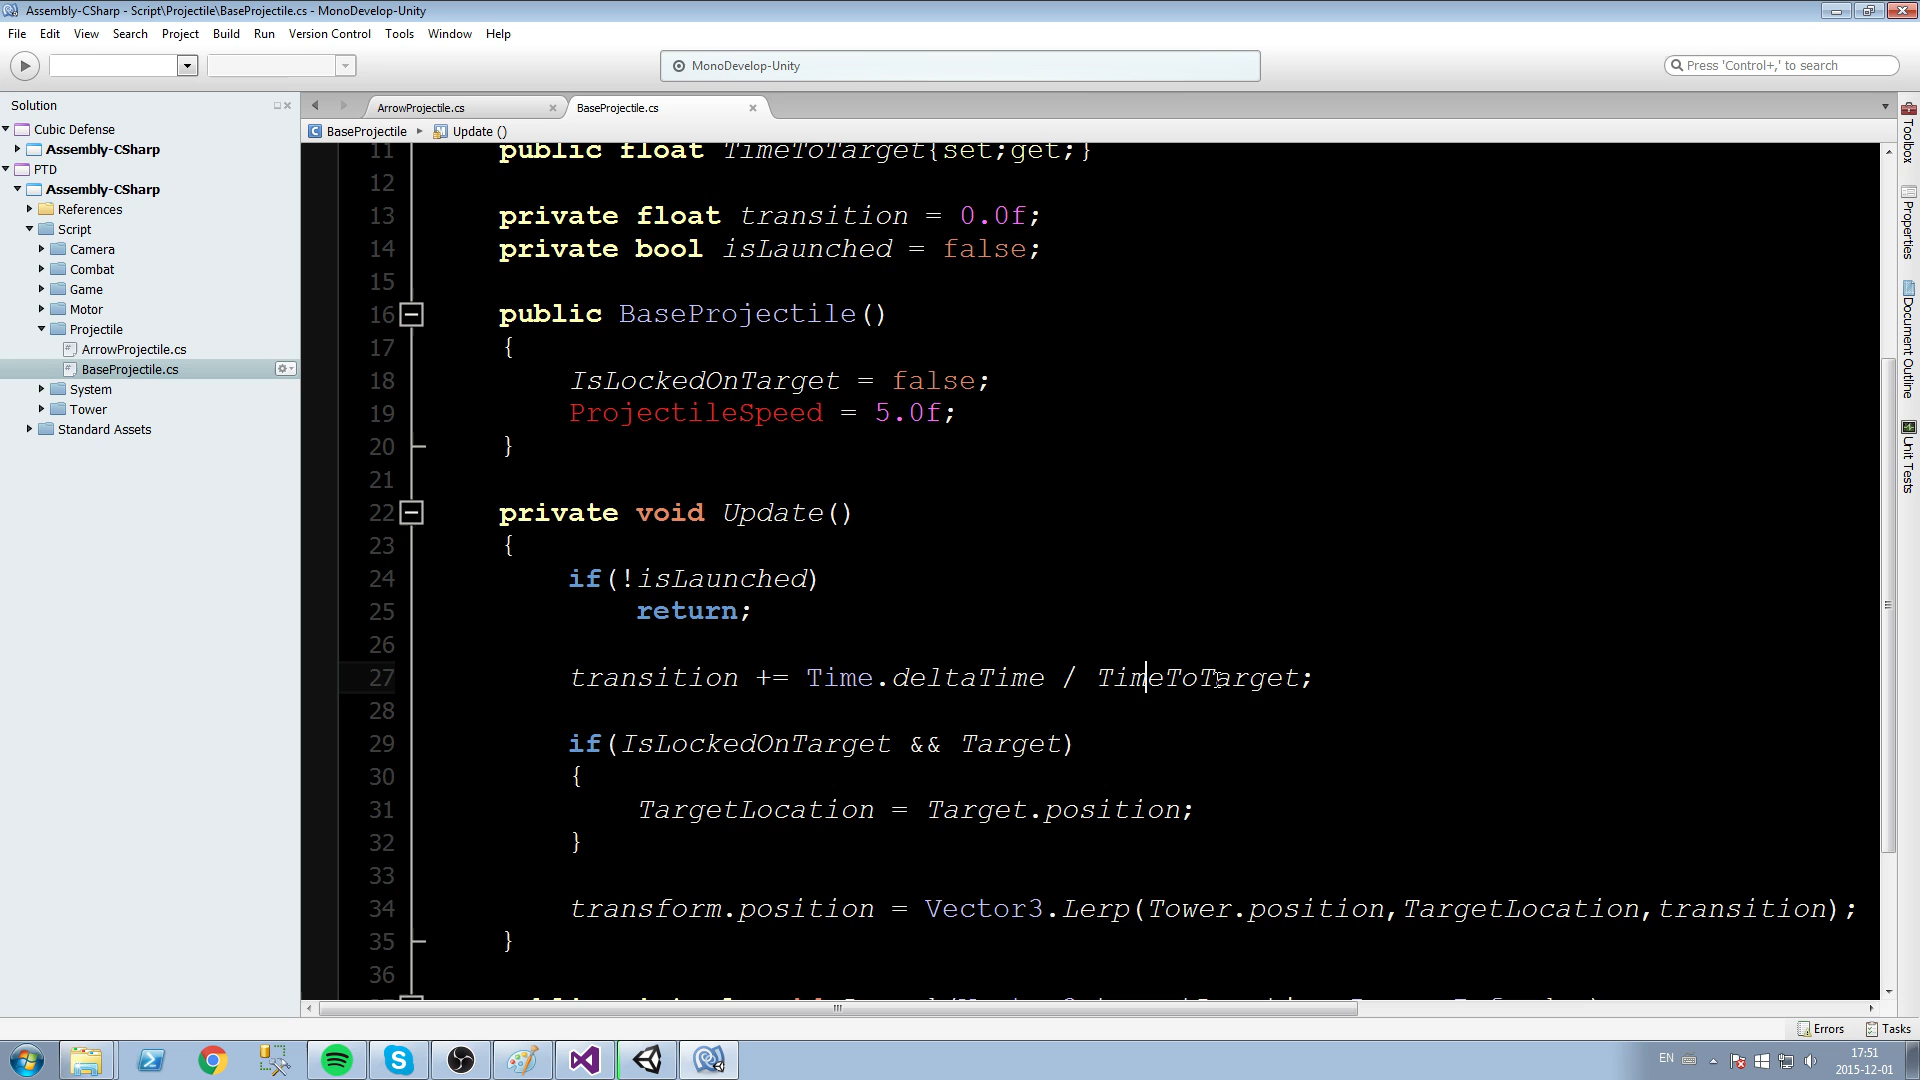 Assembly-CSharp - Script\Projectile\BaseProjectile.cs - MonoDevelop-Unity
File Edit View Search Project Build Run Version Control Tools Window Help
MonoDevelop-Unity
Press 'Control+,' to search
Solution
Cubic Defense
Assembly-CSharp
PTD
Assembly-CSharp
References
Script
Camera
Combat
Game
Motor
Projectile
ArrowProjectile.cs
BaseProjectile.cs
System
Tower
Standard Assets
ArrowProjectile.cs
BaseProjectile.cs
BaseProjectile
Update ()
11 public float TimeToTarget{set;get;}
12
13 private float transition = 0.0f;
14 private bool isLaunched = false;
15
16 public BaseProjectile()
17 {
18 IsLockedOnTarget = false;
19 ProjectileSpeed = 5.0f;
20 }
21
22 private void Update()
23 {
24 if(!isLaunched)
25 return;
26
27 transition += Time.deltaTime / TimeToTarget;
28
29 if(IsLockedOnTarget && Target)
30 {
31 TargetLocation = Target.position;
32 }
33
34 transform.position = Vector3.Lerp(Tower.position,TargetLocation,transition);
35 }
36
Toolbox
Properties
Document Outline
Unit Tests
Errors
Tasks
EN
17:51
2015-12-01